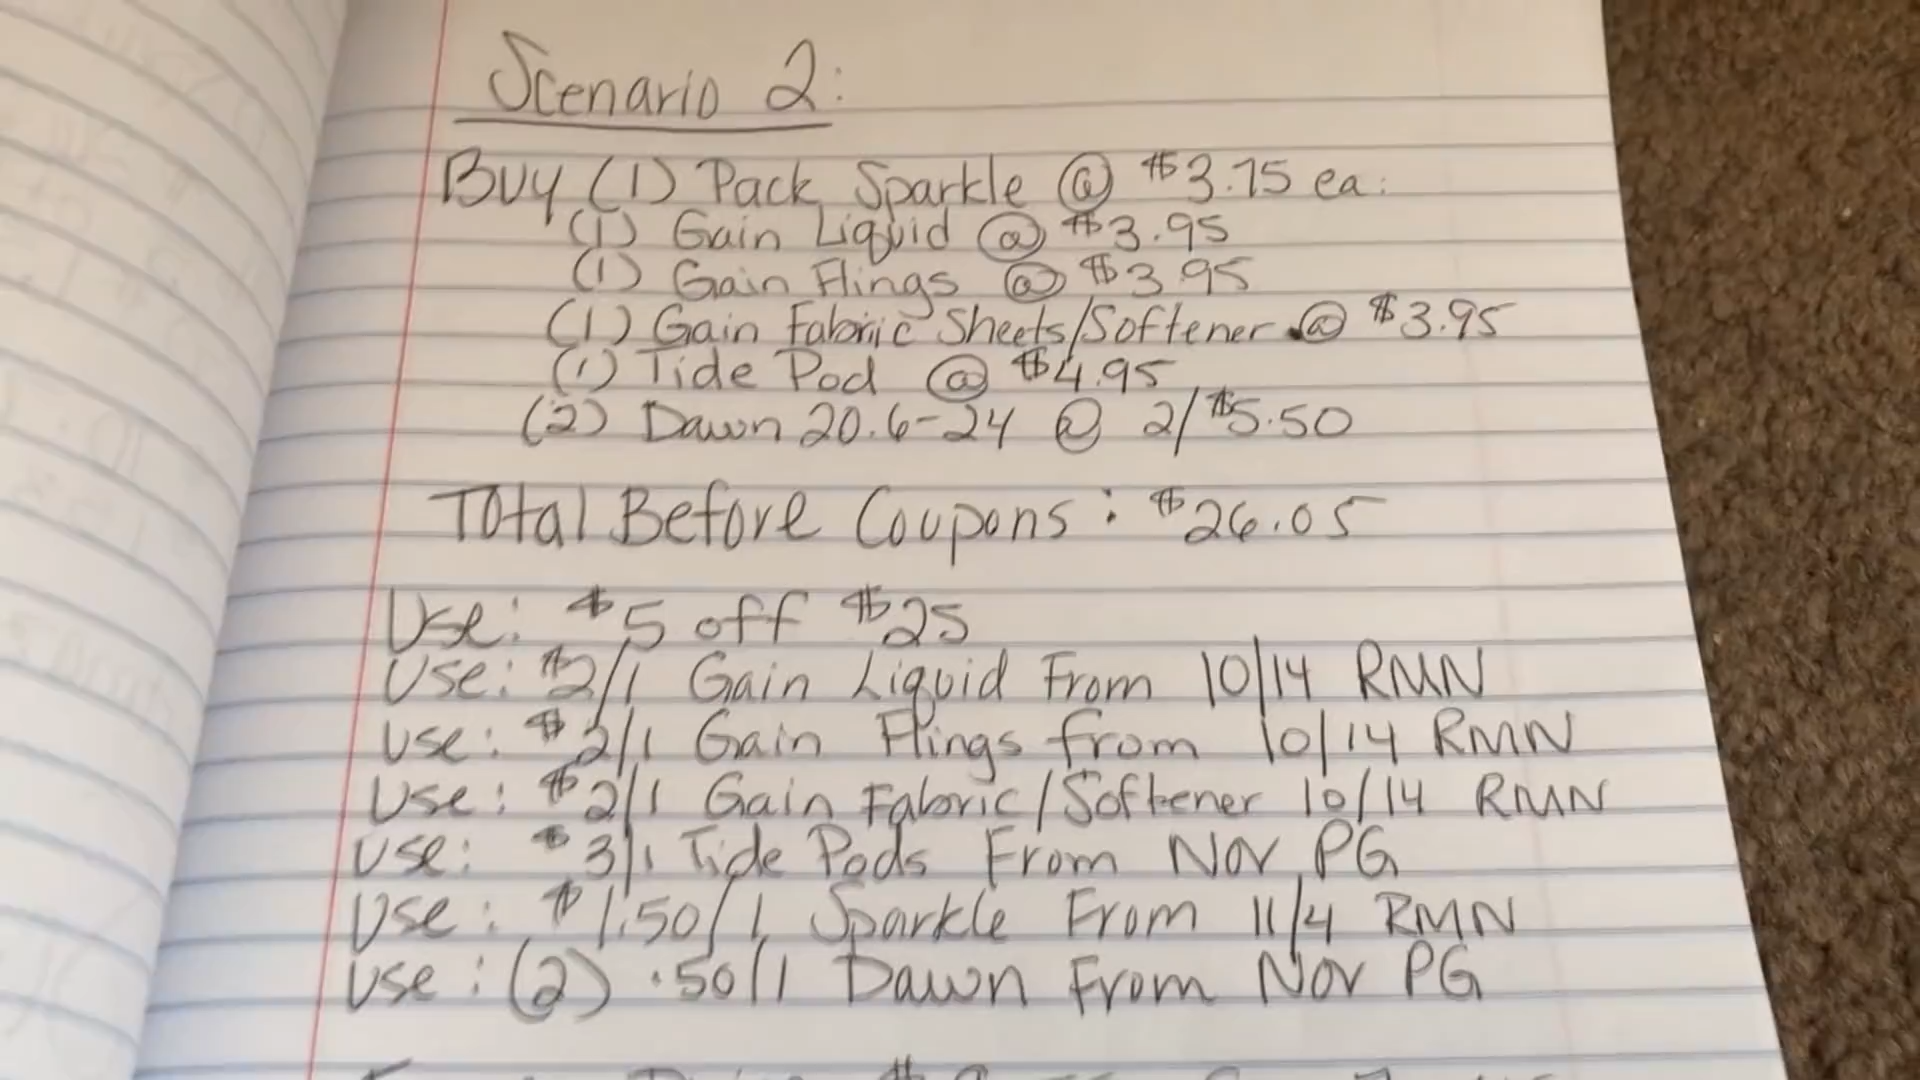 Scenario 2:
Buy (1) Pack Sparkle @ $3.75 ea.
(1) Gain Liquid @ $3.95
(1) Gain Flings @ $3.95
(1) Gain Fabric Sheets/Softener @ $3.95
(1) Tide Pod @ $4.95
(2) Dawn 20.6-24 @ 2/$5.50
Total Before Coupons: $26.05
Use: $5 off $25
Use: $2/1 Gain Liquid From 10/14 RMN
Use: $2/1 Gain Flings from 10/14 RMN
Use: $2/1 Gain Fabric/Softener 10/14 RMN
Use: $3/1 Tide Pods From Nov PG
Use: $1.50/1 Sparkle From 11/4 RMN
Use: (2) .50/1 Dawn From Nov PG